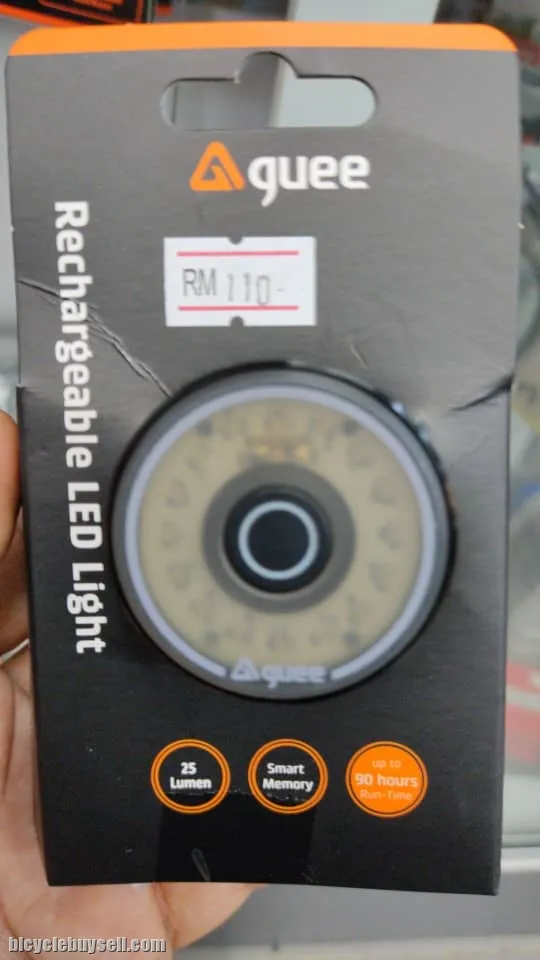 guee
RM 110-
Rechargeable LED Light
guee
25
Lumen
Smart
Memory
up to
90 hours
Run-Time
bicyclebuysell.com